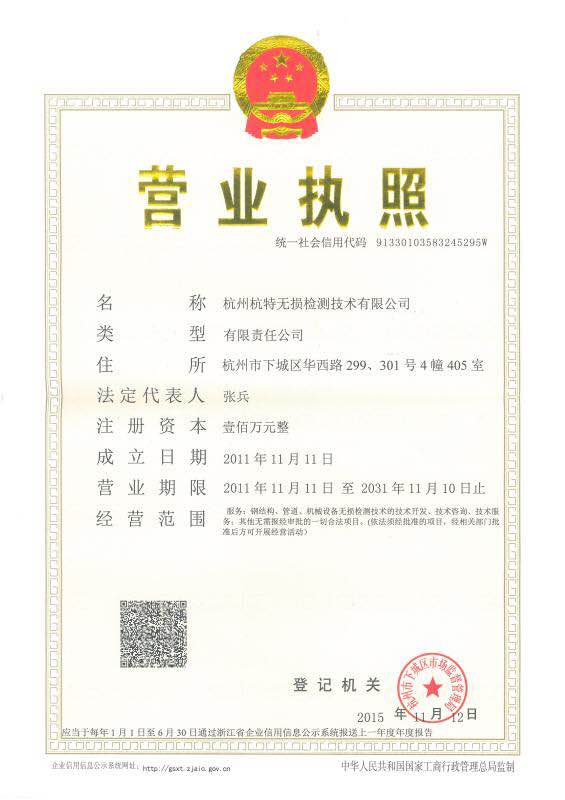 营业执照
统一社会信用代码 91330103583245295W
名称 杭州杭特无损检测技术有限公司
类型 有限责任公司
住所 杭州市下城区华西路299、301号4幢405室
法定代表人 张兵
注册资本 壹佰万元整
成立日期 2011年11月11日
营业期限 2011年11月11日 至 2031年11月10日止
经营范围 服务：钢结构、管道、机械设备无损检测技术的技术开发、技术咨询、技术服
务；其他无需报经审批的一切合法项目。(依法须经批准的项目，经相关部门批
准后方可开展经营活动)
登记机关
杭州市下城区市场监督管理局
2015 年 11 月 12 日
应当于每年1月1日至6月30日通过浙江省企业信用信息公示系统报送上一年度年度报告
企业信用信息公示系统网址：http://gsxt.zjaic.gov.cn
中华人民共和国国家工商行政管理总局监制